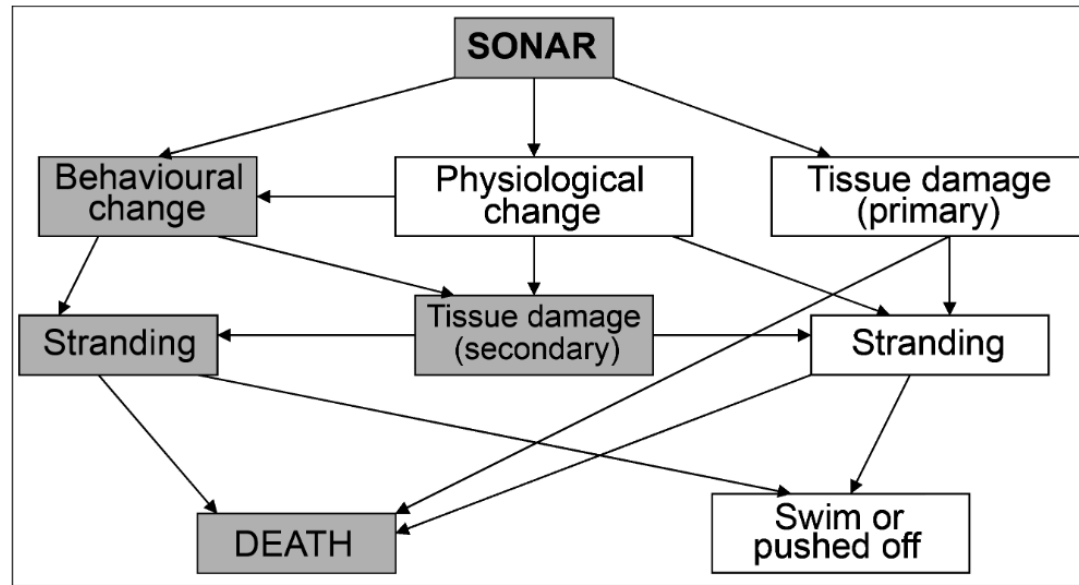 SONAR
Behavioural
change
Physiological
change
Tissue damage
(primary)
Stranding
Tissue damage
(secondary)
Stranding
DEATH
Swim or
pushed off